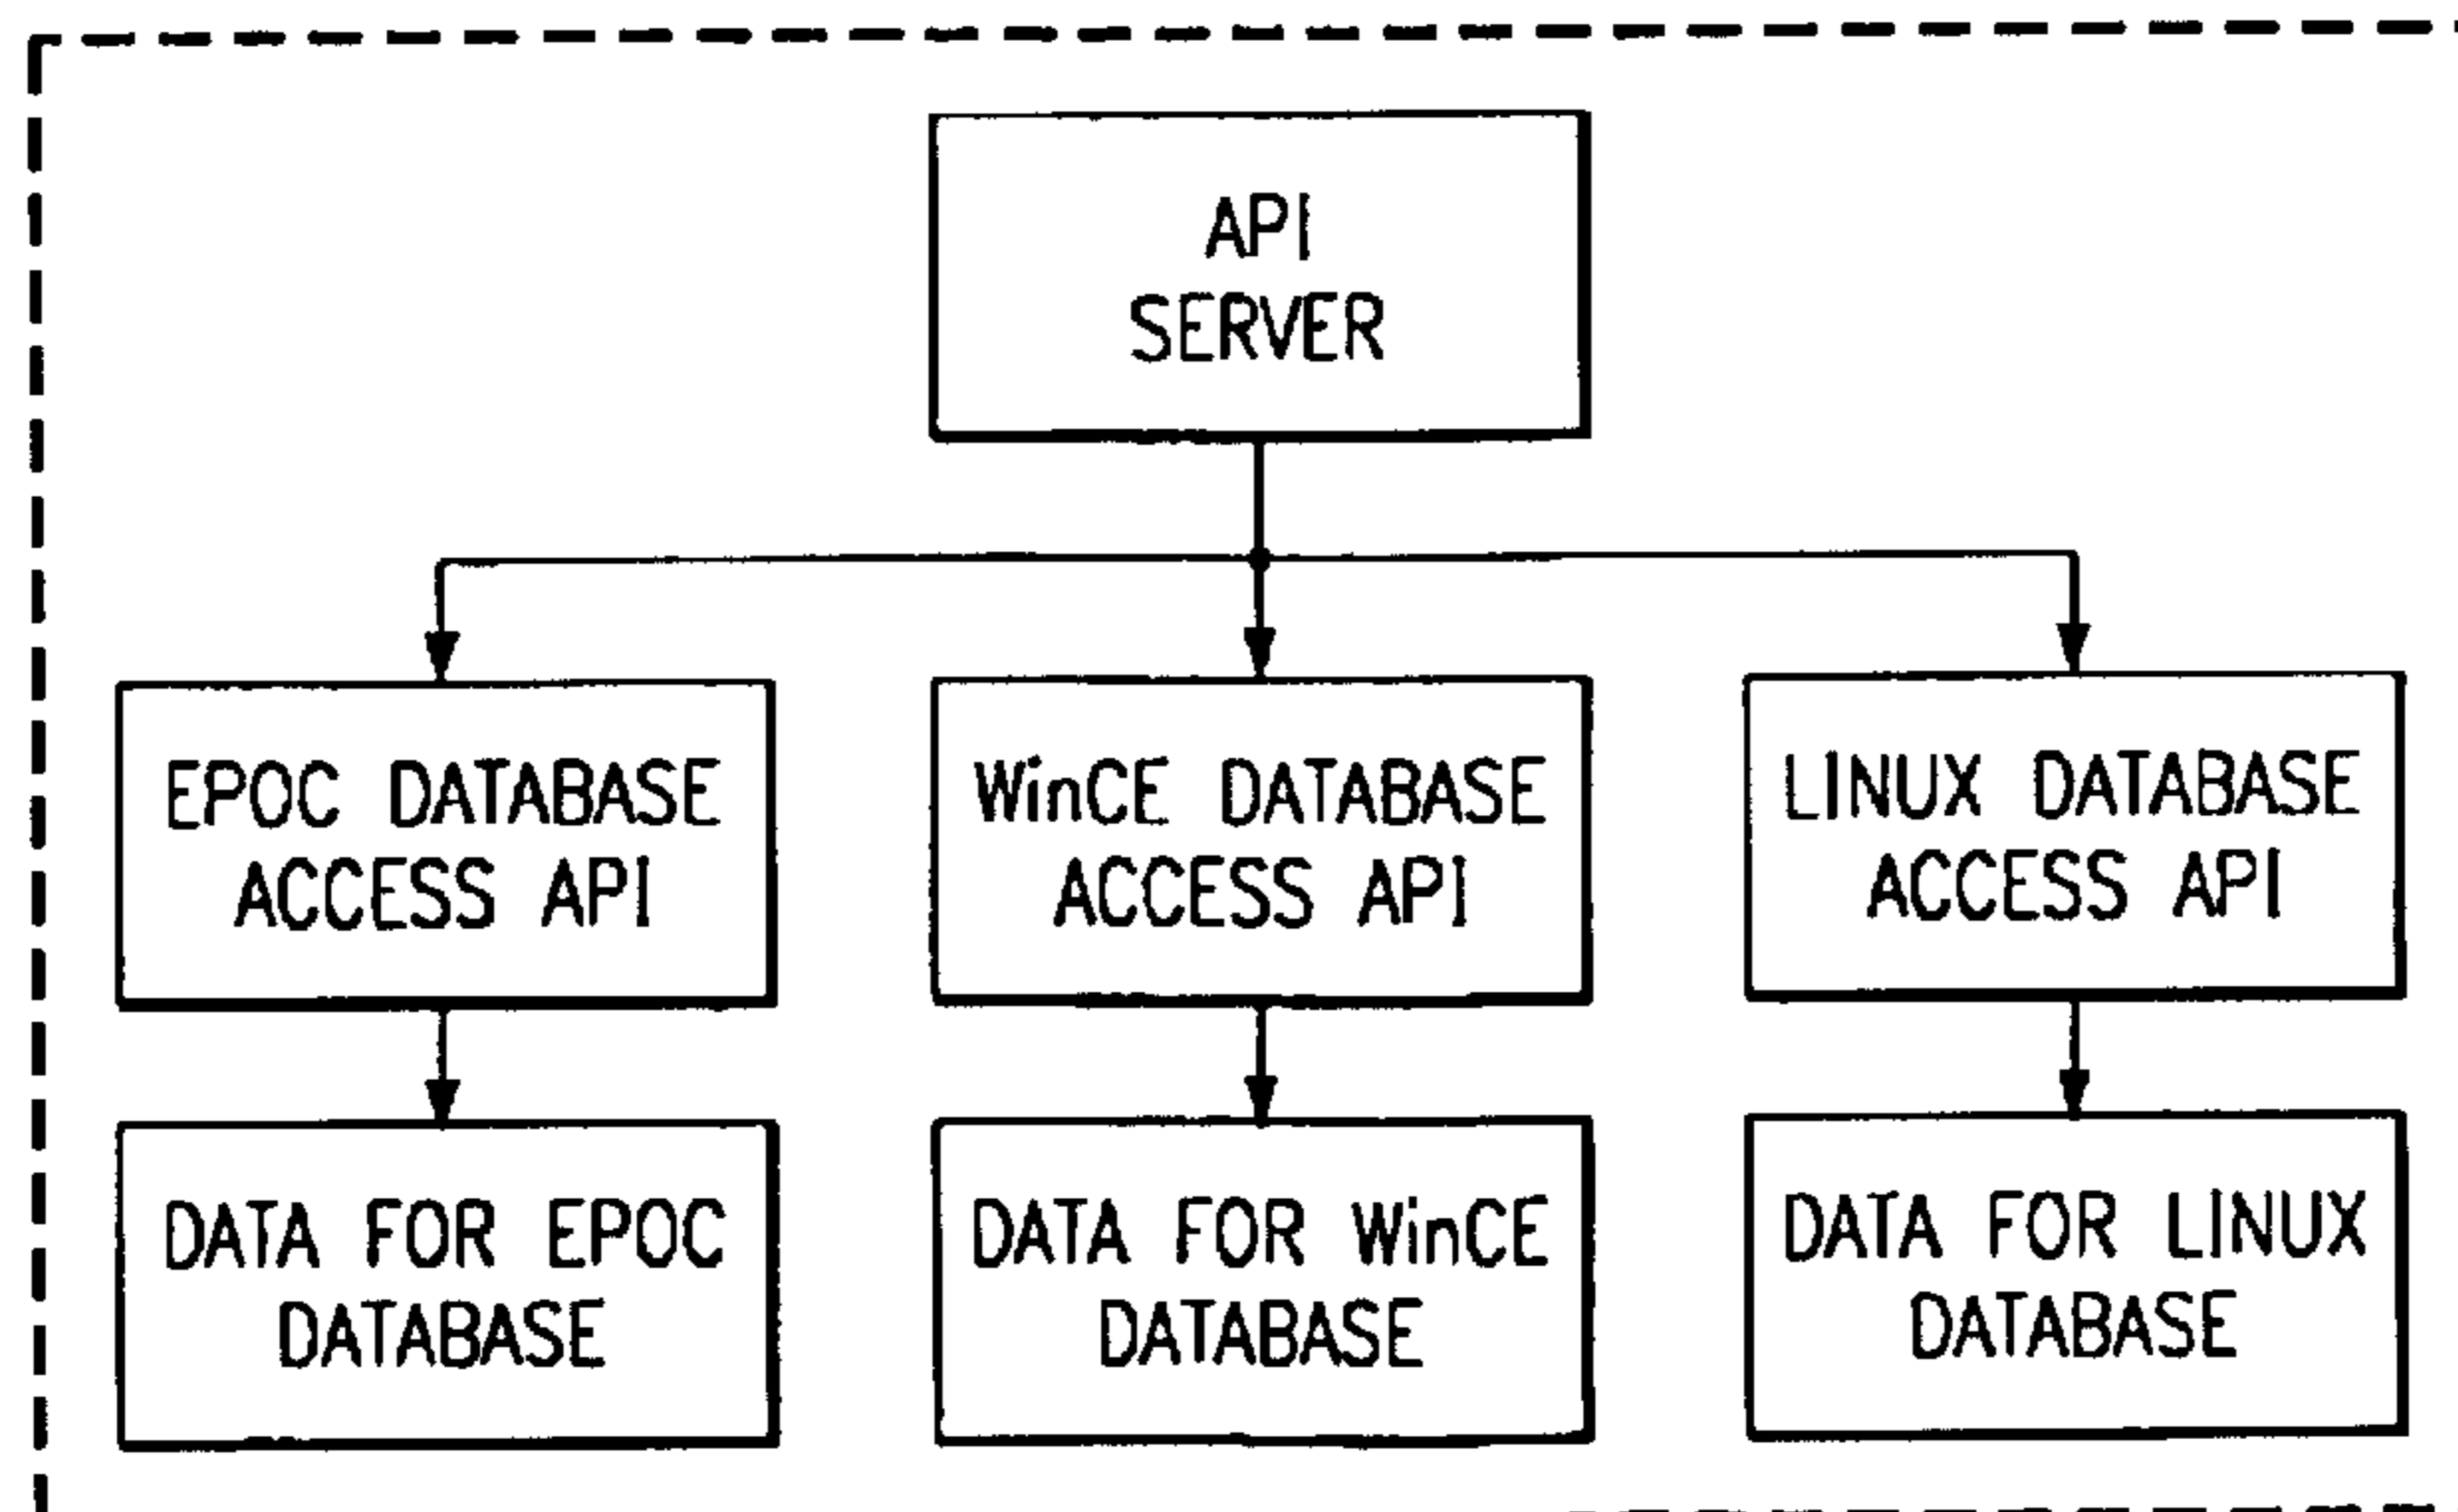 API
SERVER
EPOC DATABASE
ACCESS API
WinCE DATABASE
ACCESS API
LINUX DATABASE
ACCESS API
DATA FOR EPOC
DATABASE
DATA FOR WinCE
DATABASE
DATA FOR LINUX
DATABASE